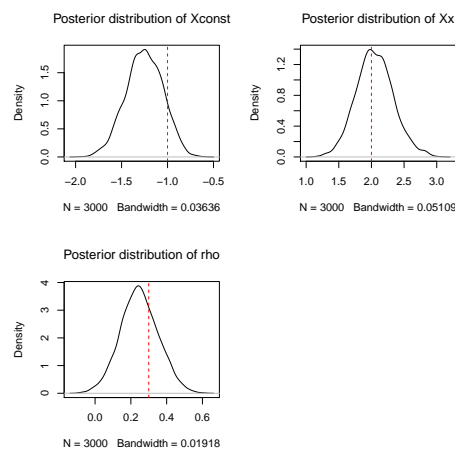 Posterior distribution of Xconst
Density
0.0 0.5 1.0 1.5
−2.0 −1.5 −1.0 −0.5
N = 3000 Bandwidth = 0.03636
Posterior distribution of Xx
Density
0.0 0.4 0.8 1.2
1.0 1.5 2.0 2.5 3.0
N = 3000 Bandwidth = 0.05109
Posterior distribution of rho
Density
0 1 2 3 4
0.0 0.2 0.4 0.6
N = 3000 Bandwidth = 0.01918